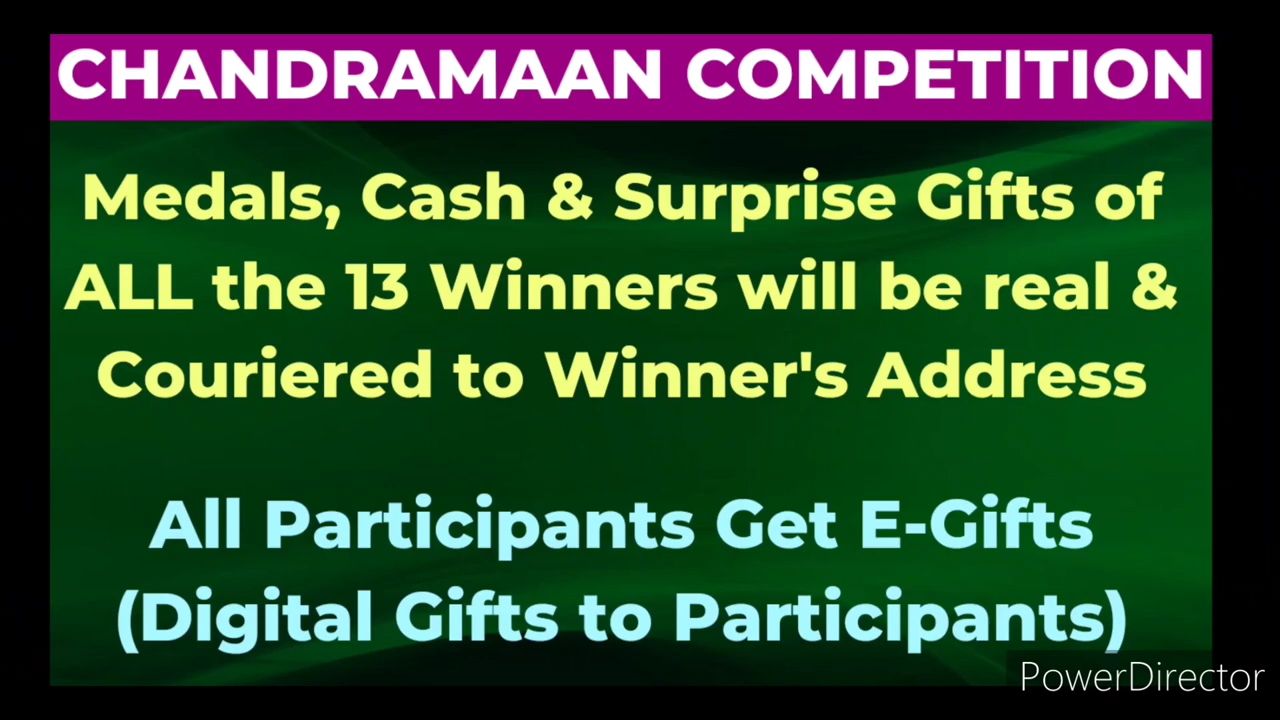 CHANDRAMAAN COMPETITION
Medals, Cash & Surprise Gifts of
ALL the 13 Winners will be real &
Couriered to Winner's Address
All Participants Get E-Gifts
(Digital Gifts to Participants)
PowerDirector